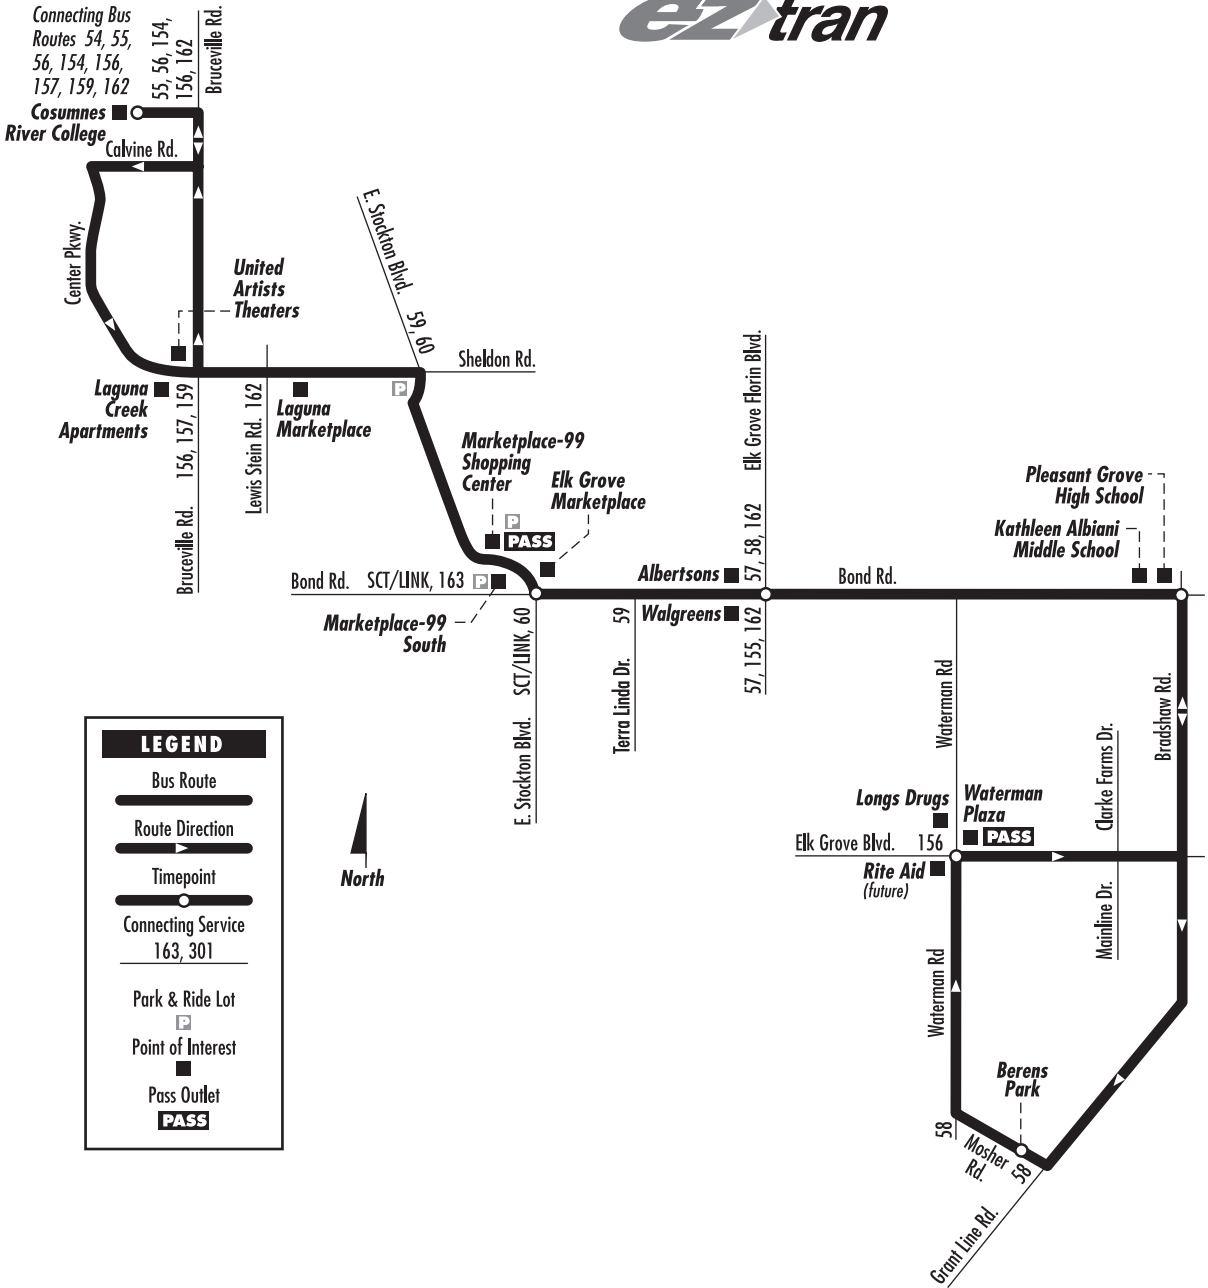 ez tran
Connecting Bus
Routes 54, 55,
56, 154, 156,
157, 159, 162
55, 56, 154,
156, 162
Bruceville Rd.
Cosumnes
River College
Calvine Rd.
Center Pkwy.
United
Artists
Theaters
E. Stockton Blvd.
59, 60
Sheldon Rd.
P
Laguna
Creek
Apartments
Bruceville Rd. 156, 157, 159
Lewis Stein Rd. 162
Laguna
Marketplace
Marketplace-99
Shopping
Center
P
PASS
Elk Grove
Marketplace
Elk Grove Florin Blvd.
57, 58, 162
Pleasant Grove
High School
Kathleen Albiani
Middle School
Bond Rd. SCT/LINK, 163 P
Albertsons
Bond Rd.
Marketplace-99
South
Walgreens
E. Stockton Blvd. SCT/LINK, 60
Terra Linda Dr. 59
57, 155, 162
Waterman Rd
Bradshaw Rd.
Clarke Farms Dr.
Longs Drugs
Waterman
Plaza
PASS
Elk Grove Blvd. 156
Rite Aid
(future)
Mainline Dr.
Waterman Rd
58
Berens
Park
Mosher
Rd.
58
Grant Line Rd.
LEGEND
Bus Route
Route Direction
Timepoint
Connecting Service
163, 301
Park & Ride Lot
P
Point of Interest
Pass Outlet
PASS
North